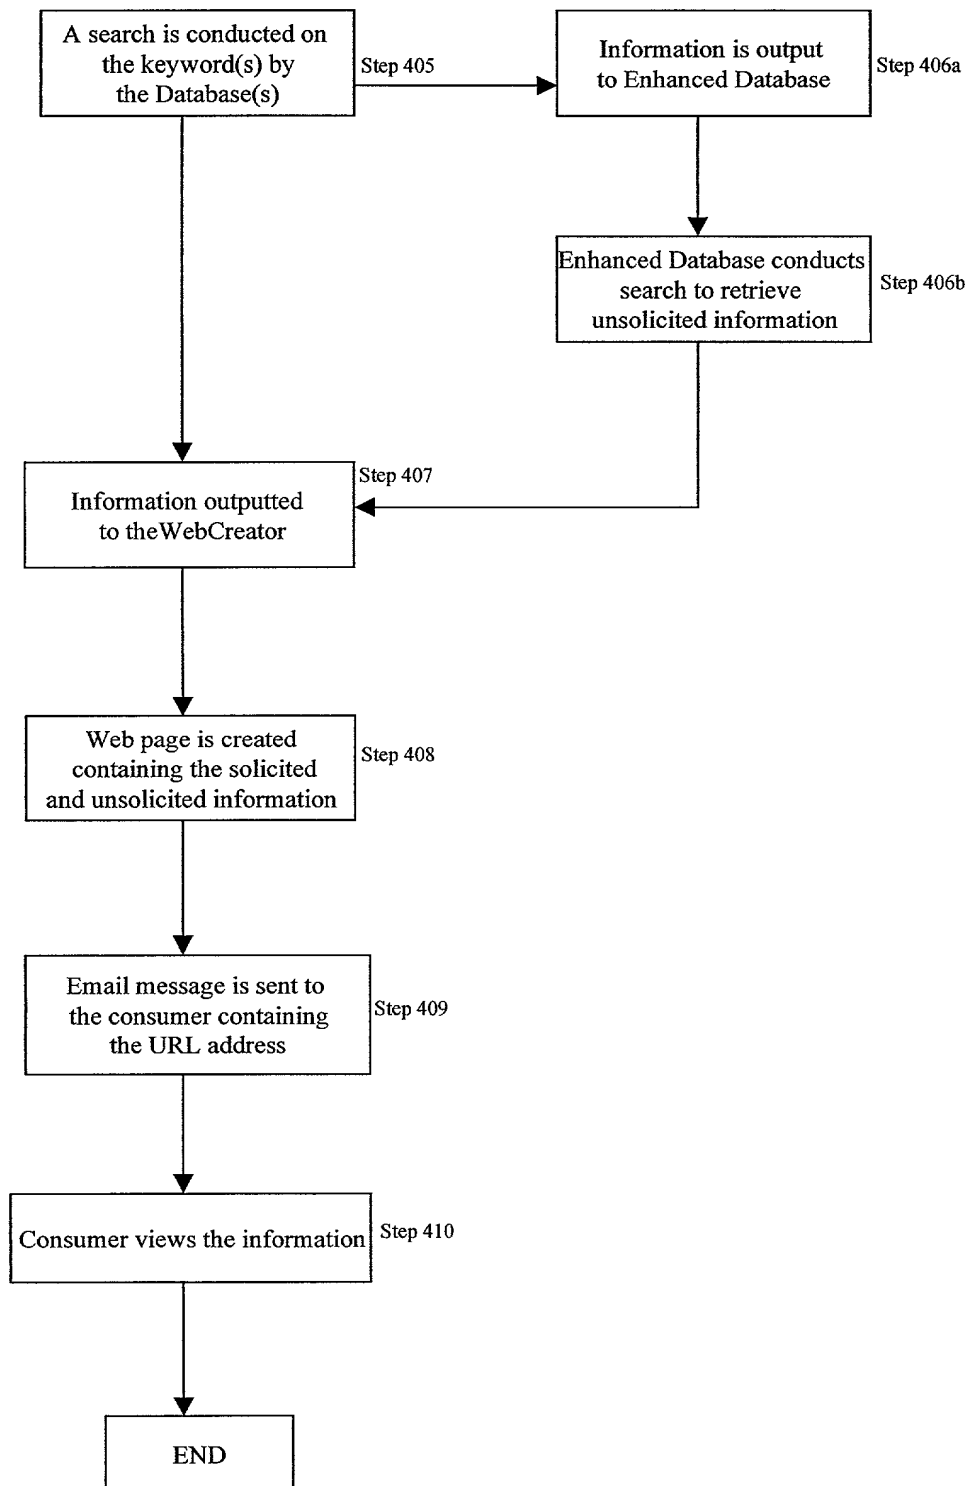 A search is conducted on
the keyword(s) by
the Database(s)
Step 405
Information is output
to Enhanced Database
Step 406a
Enhanced Database conducts
search to retrieve
unsolicited information
Step 406b
Information outputted
to theWebCreator
Step 407
Web page is created
containing the solicited
and unsolicited information
Step 408
Email message is sent to
the consumer containing
the URL address
Step 409
Consumer views the information
Step 410
END